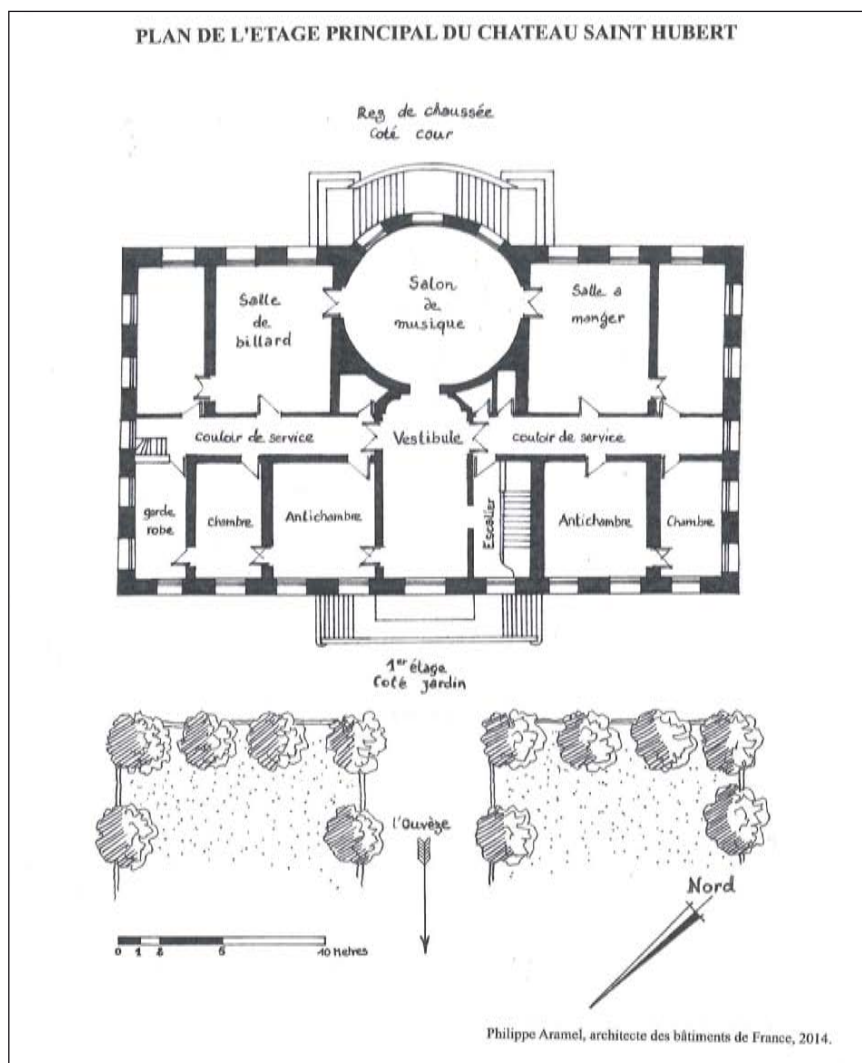 PLAN DE L'ETAGE PRINCIPAL DU CHATEAU SAINT HUBERT
Reg de chaussée
Coté cour
Salle
de
billard
Salon
de
musique
Salle a
manger
couloir de service
Vestibule
couloir de service
garde
robe
chambre
Antichambre
Escalier
Antichambre
Chambre
1er étage
Coté jardin
l'Ouvèze
Nord
0 1 2 5 10 Metres
Philippe Aramel, architecte des bâtiments de France, 2014.